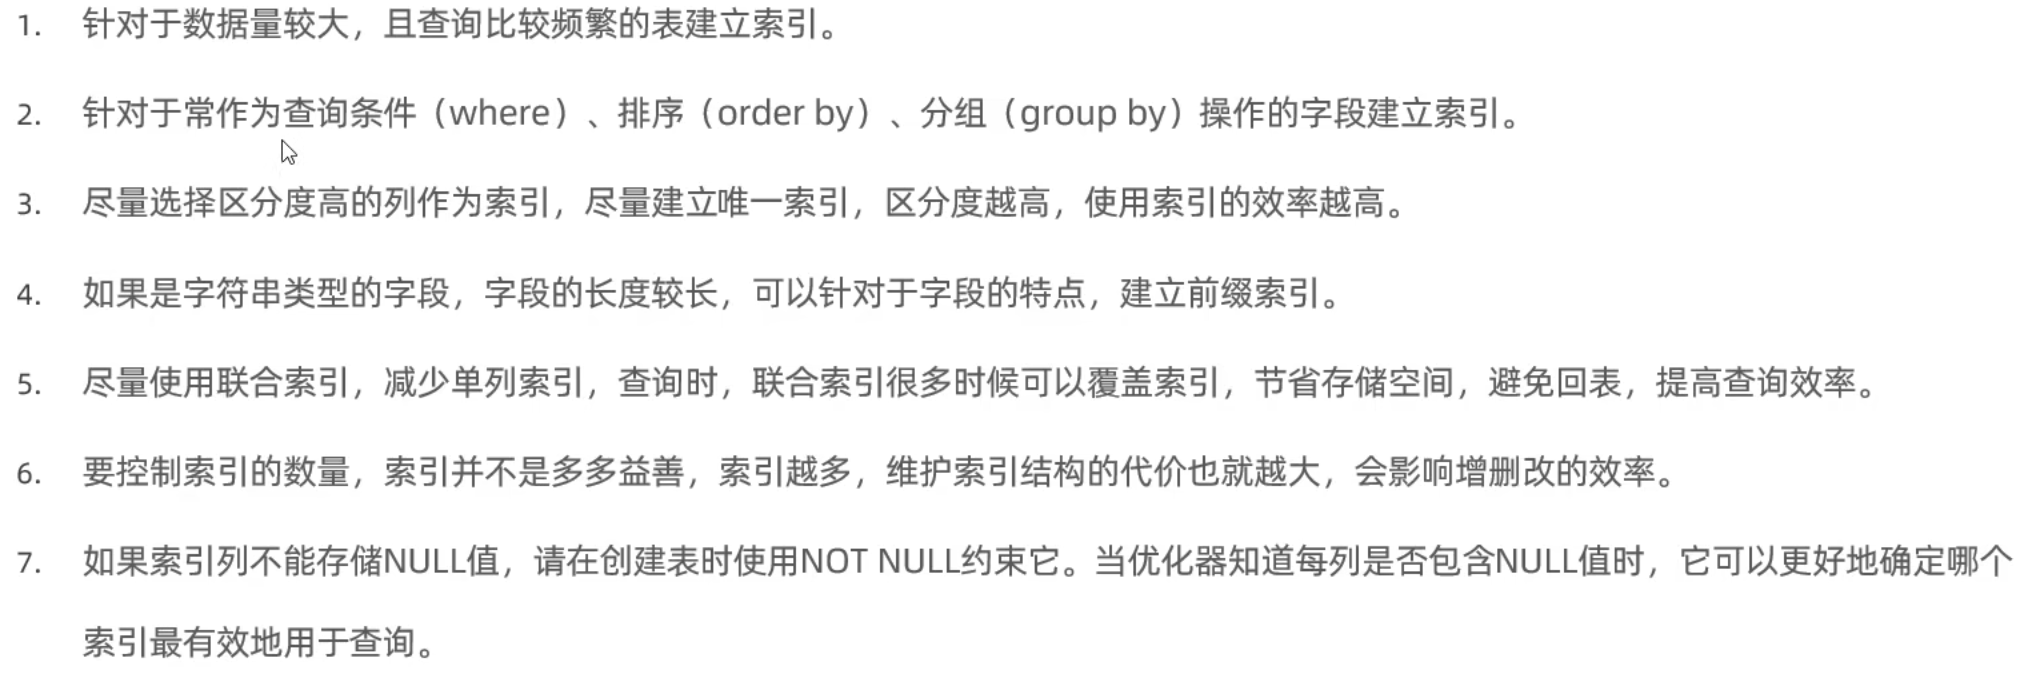 1. 针对于数据量较大，且查询比较频繁的表建立索引。
2. 针对于常作为查询条件（where）、排序（order by）、分组（group by）操作的字段建立索引。
3. 尽量选择区分度高的列作为索引，尽量建立唯一索引，区分度越高，使用索引的效率越高。
4. 如果是字符串类型的字段，字段的长度较长，可以针对于字段的特点，建立前缀索引。
5. 尽量使用联合索引，减少单列索引，查询时，联合索引很多时候可以覆盖索引，节省存储空间，避免回表，提高查询效率。
6. 要控制索引的数量，索引并不是多多益善，索引越多，维护索引结构的代价也就越大，会影响增删改的效率。
7. 如果索引列不能存储NULL值，请在创建表时使用NOT NULL约束它。当优化器知道每列是否包含NULL值时，它可以更好地确定哪个
索引最有效地用于查询。